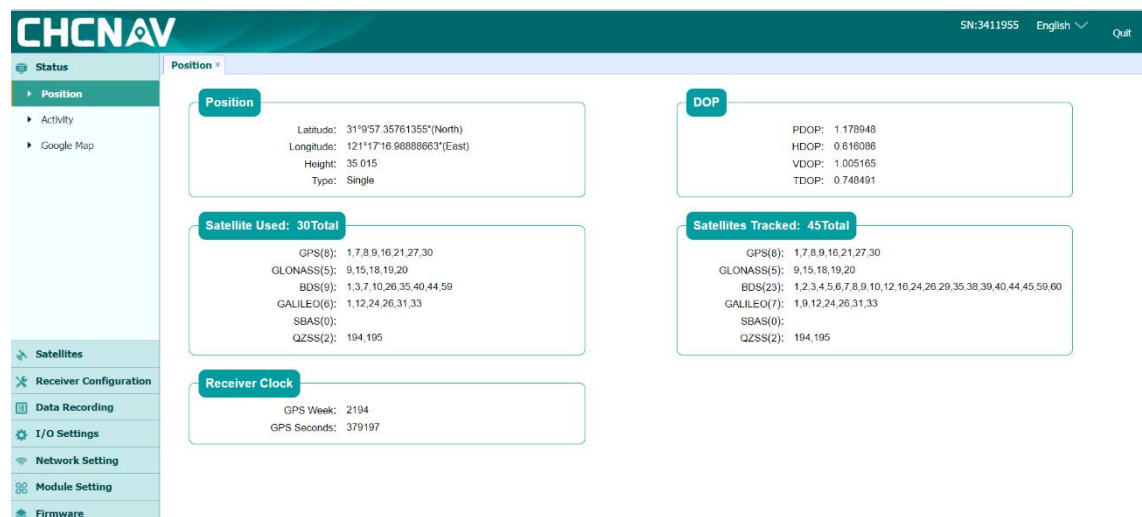 CHCNAV
SN:3411955 English Quit
Status
Position
Activity
Google Map
Satellites
Receiver Configuration
Data Recording
I/O Settings
Network Setting
Module Setting
Firmware
Position ×
Position
Latitude: 31°9'57.35761355"(North)
Longitude: 121°17'16.98888663"(East)
Height: 35.015
Type: Single
DOP
PDOP: 1.178948
HDOP: 0.616086
VDOP: 1.005165
TDOP: 0.748491
Satellite Used: 30Total
GPS(8): 1,7,8,9,16,21,27,30
GLONASS(5): 9,15,18,19,20
BDS(9): 1,3,7,10,26,35,40,44,59
GALILEO(6): 1,12,24,26,31,33
SBAS(0):
QZSS(2): 194,195
Satellites Tracked: 45Total
GPS(8): 1,7,8,9,16,21,27,30
GLONASS(5): 9,15,18,19,20
BDS(23): 1,2,3,4,5,6,7,8,9,10,12,16,24,26,29,35,38,39,40,44,45,59,60
GALILEO(7): 1,9,12,24,26,31,33
SBAS(0):
QZSS(2): 194,195
Receiver Clock
GPS Week: 2194
GPS Seconds: 379197